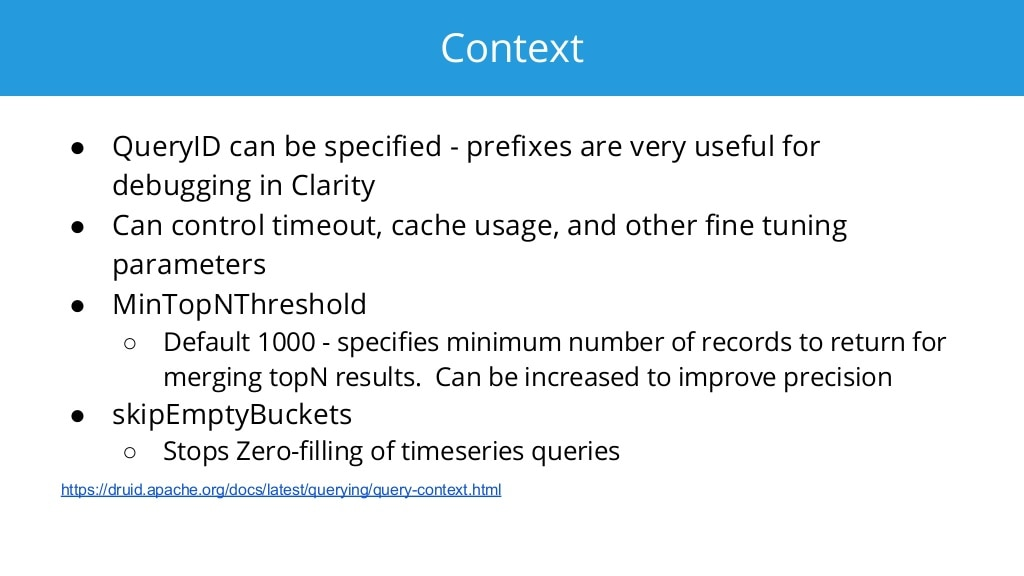 Context
● QueryID can be specified - prefixes are very useful for
debugging in Clarity
● Can control timeout, cache usage, and other fine tuning
parameters
● MinTopNThreshold
○ Default 1000 - specifies minimum number of records to return for
merging topN results.  Can be increased to improve precision
● skipEmptyBuckets
○ Stops Zero-filling of timeseries queries
https://druid.apache.org/docs/latest/querying/query-context.html